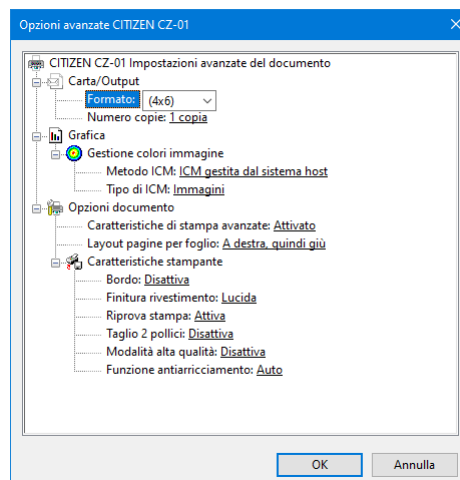 Opzioni avanzate CITIZEN CZ-01
CITIZEN CZ-01 Impostazioni avanzate del documento
Carta/Output
Formato: (4x6)
Numero copie: 1 copia
Grafica
Gestione colori immagine
Metodo ICM: ICM gestita dal sistema host
Tipo di ICM: Immagini
Opzioni documento
Caratteristiche di stampa avanzate: Attivato
Layout pagine per foglio: A destra, quindi giù
Caratteristiche stampante
Bordo: Disattiva
Finitura rivestimento: Lucida
Riprova stampa: Attiva
Taglio 2 pollici: Disattiva
Modalità alta qualità: Disattiva
Funzione antiarricciamento: Auto
OK Annulla